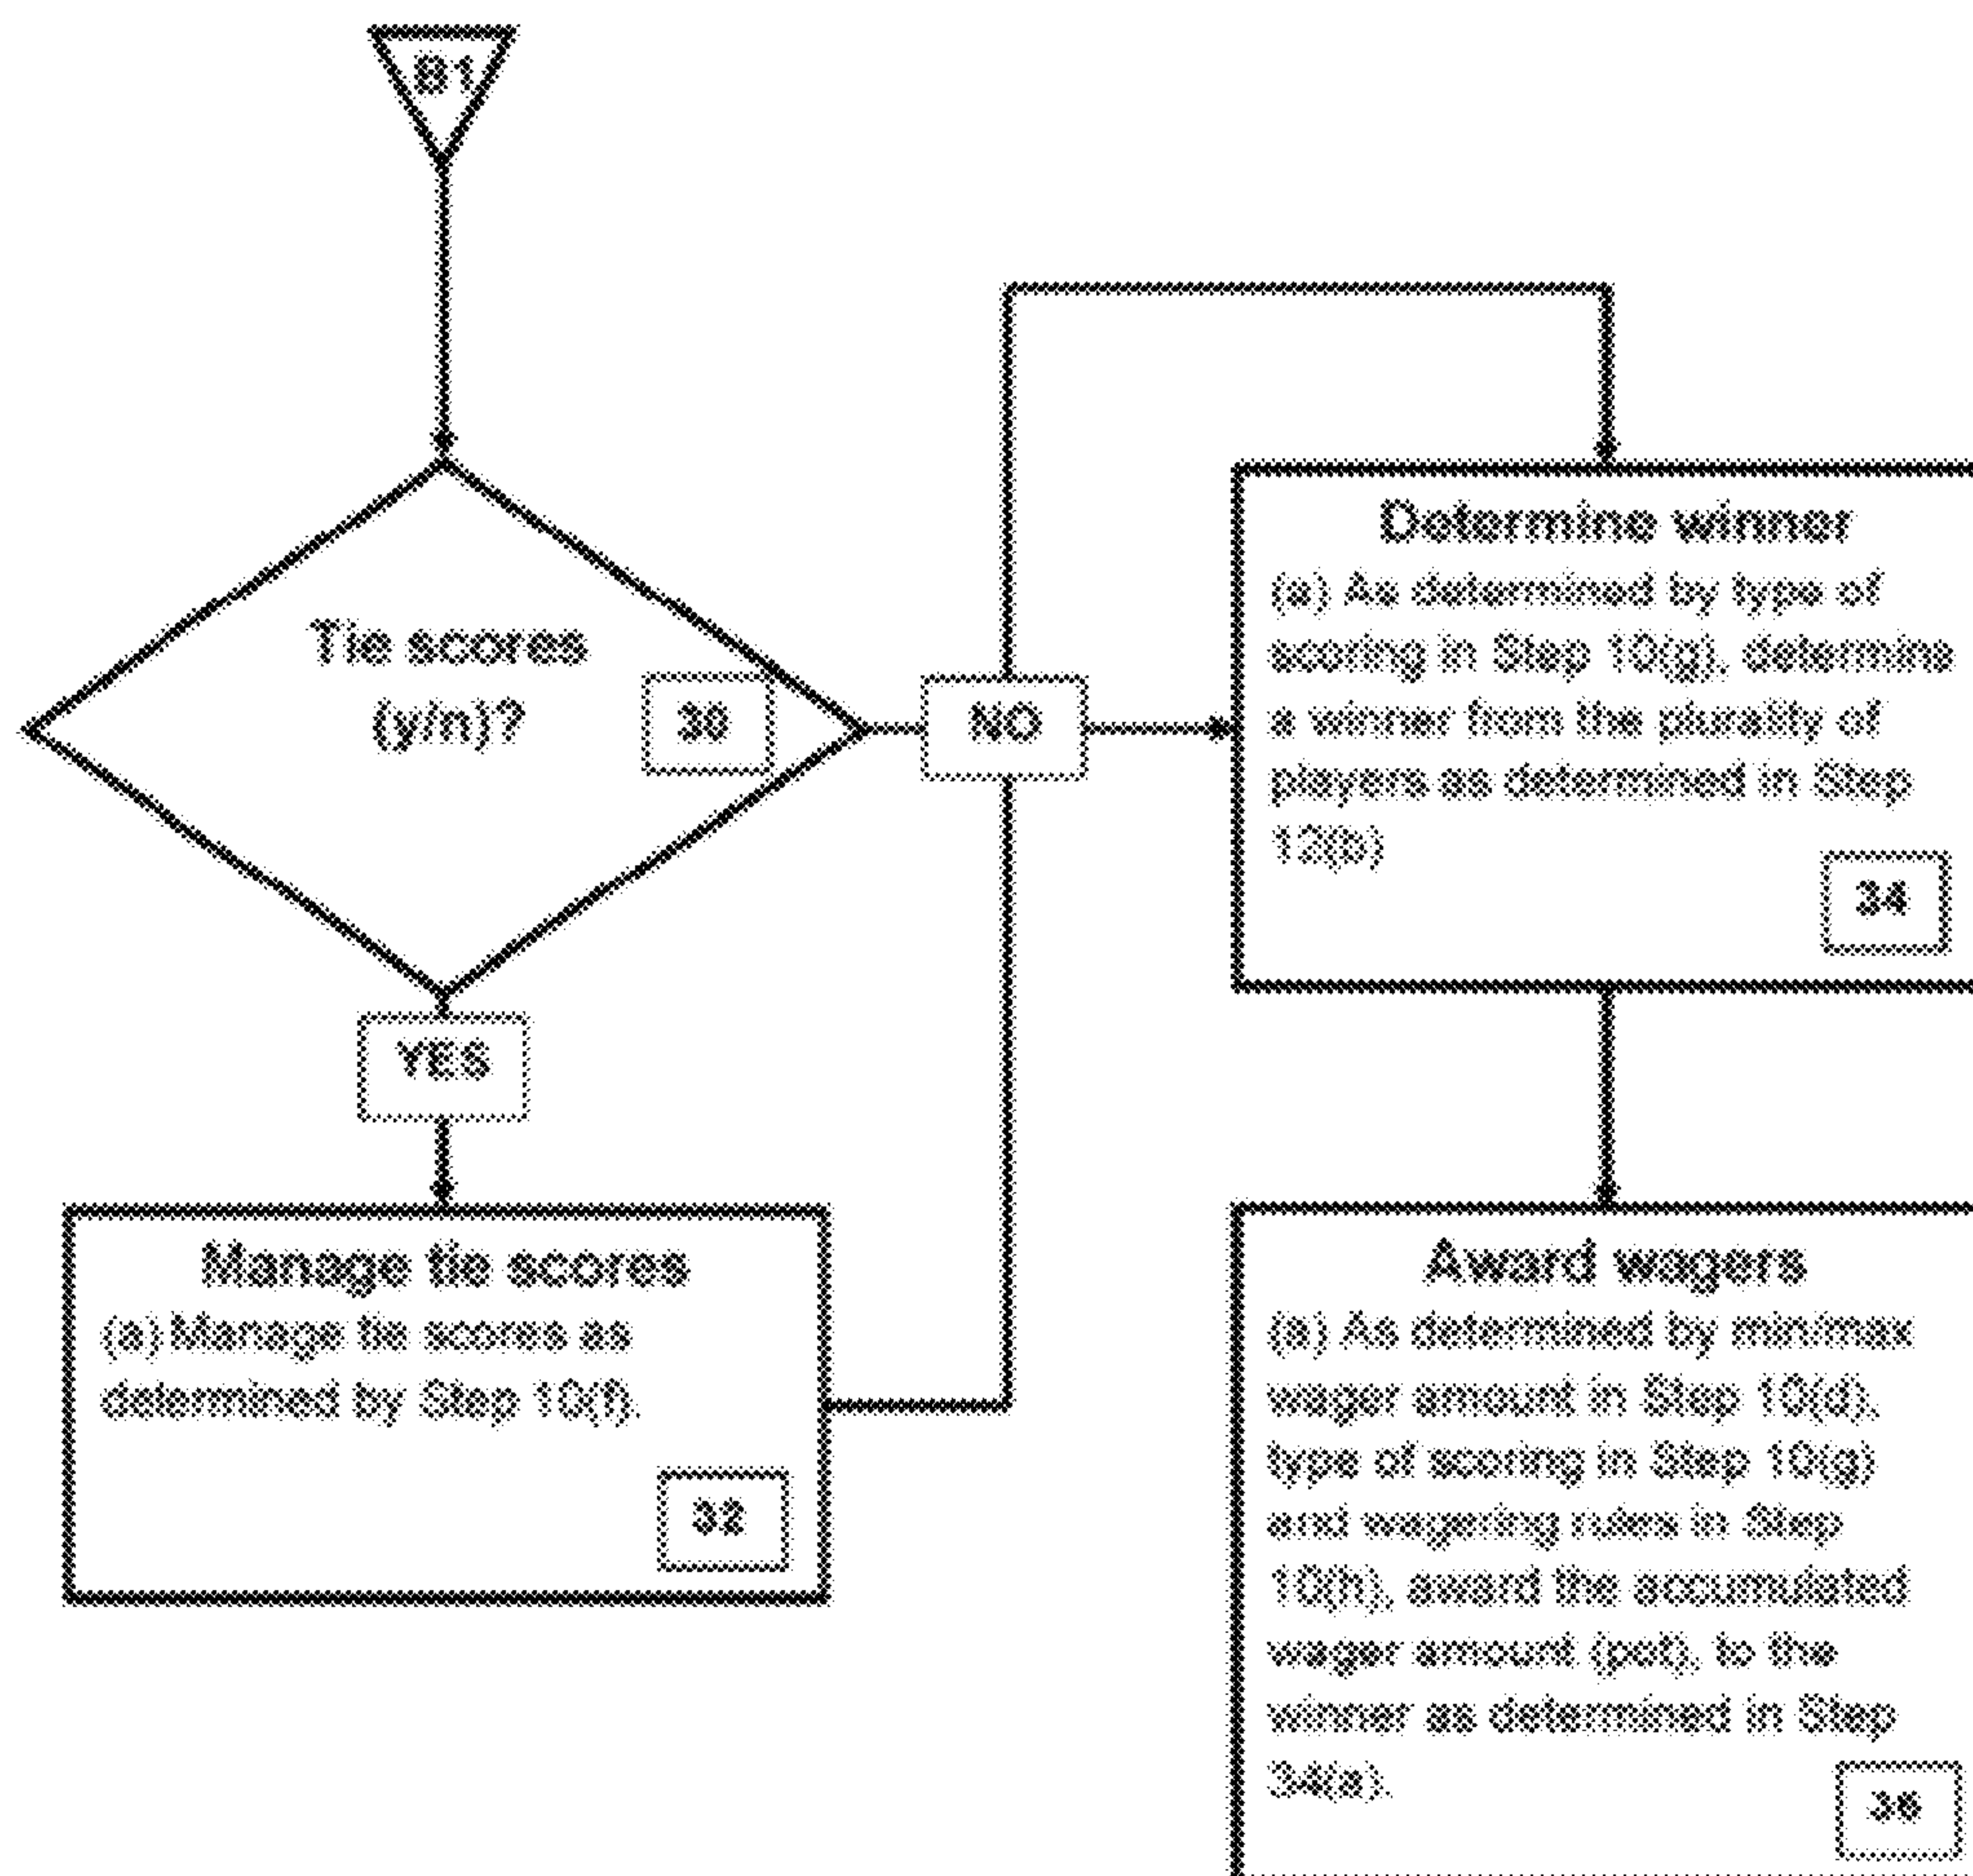 B1
Tie scores
(y/n)?
30
NO
YES
Manage tie scores
(a) Manage tie scores as
determined by Step 10(f).
32
Determine winner
(a) As determined by type of
scoring in Step 10(g), determine
a winner from the plurality of
players as determined in Step
12(b)
34
Award wagers
(a) As determined by min/max
wager amount in Step 10(d),
type of scoring in Step 10(g)
and wagering rules in Step
10(h), award the accumulated
wager amount (pot), to the
winner as determined in Step
34(a).
36